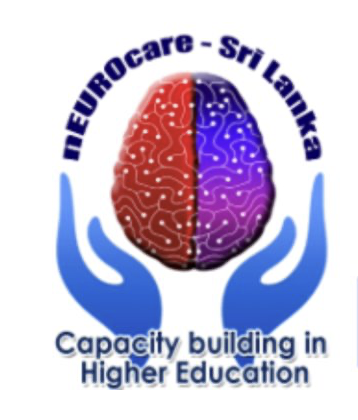 nEUROcare - Sri Lanka
Capacity building in
Higher Education